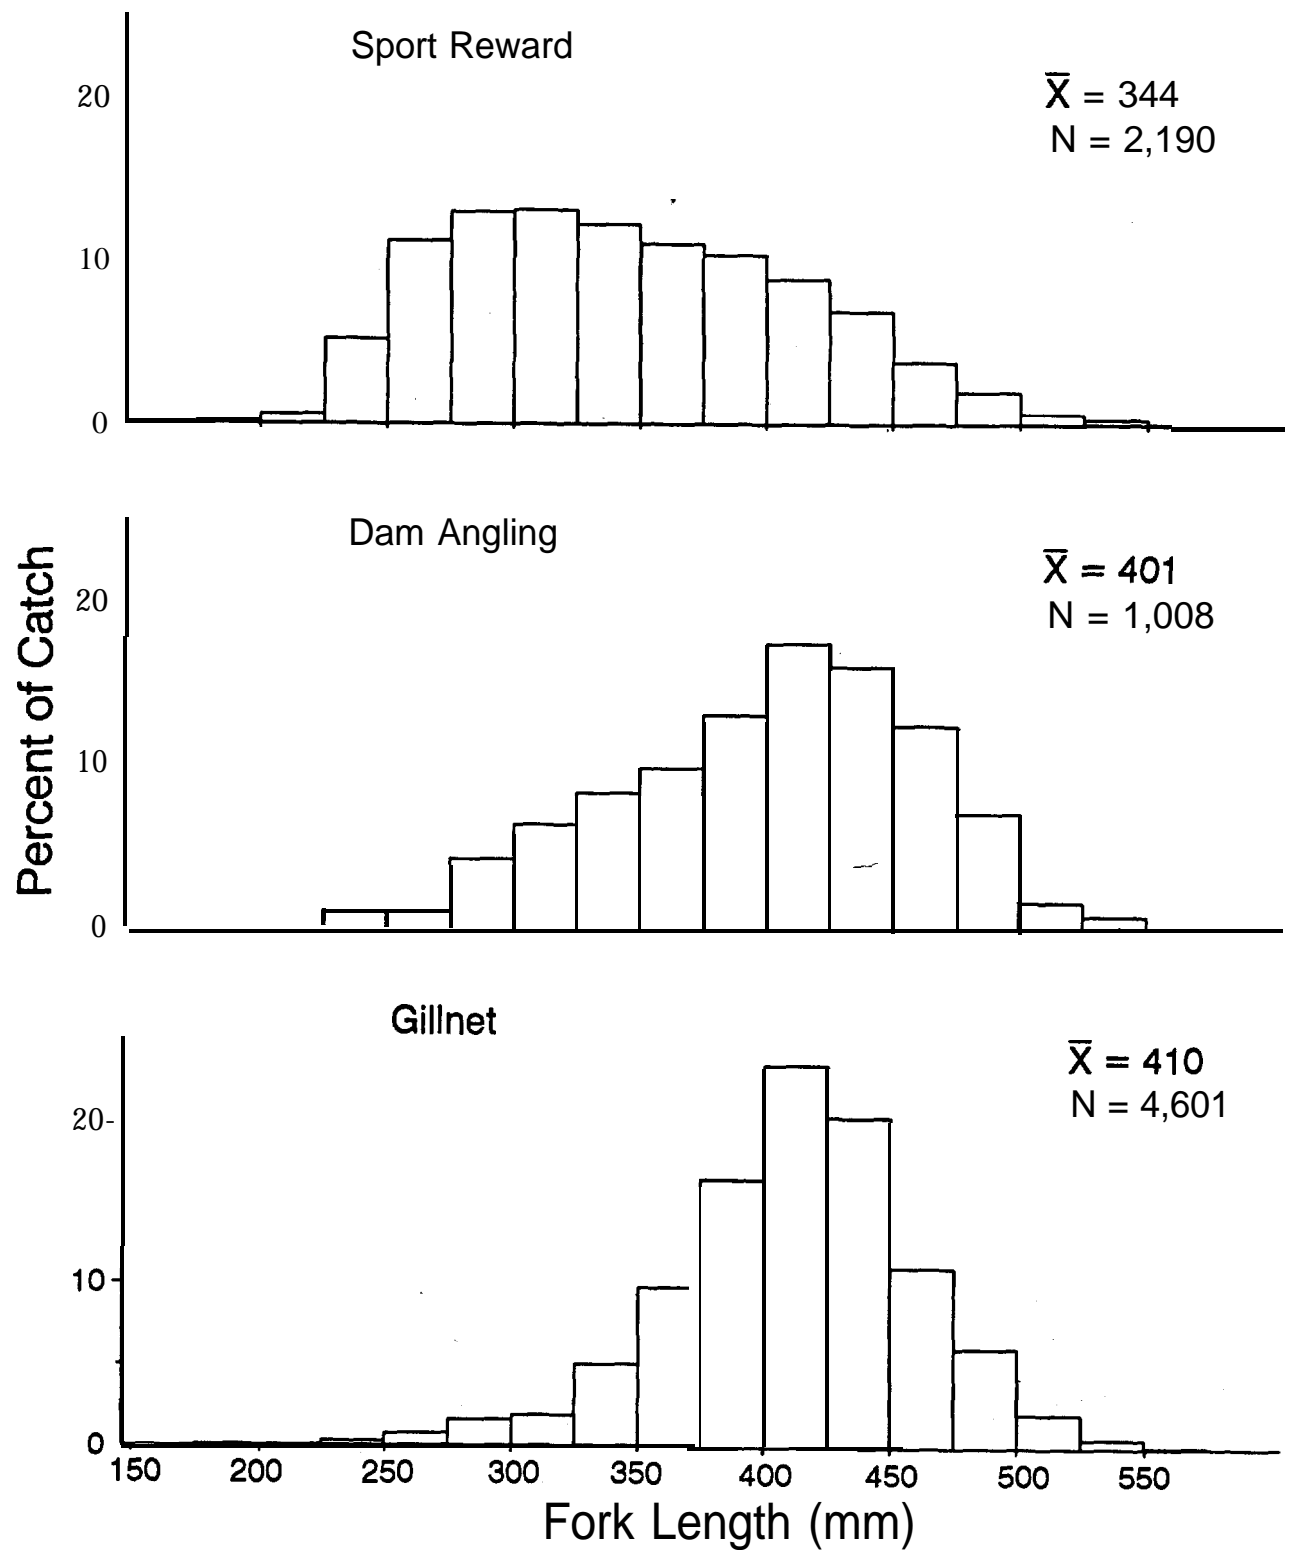 Sport Reward
X̄ = 344
N = 2,190
20
10
0
Dam Angling
X̄ = 401
N = 1,008
20
10
0
Percent of Catch
Gillnet
X̄ = 410
N = 4,601
20-
10
0
150 200 250 300 350 400 450 500 550
Fork Length (mm)